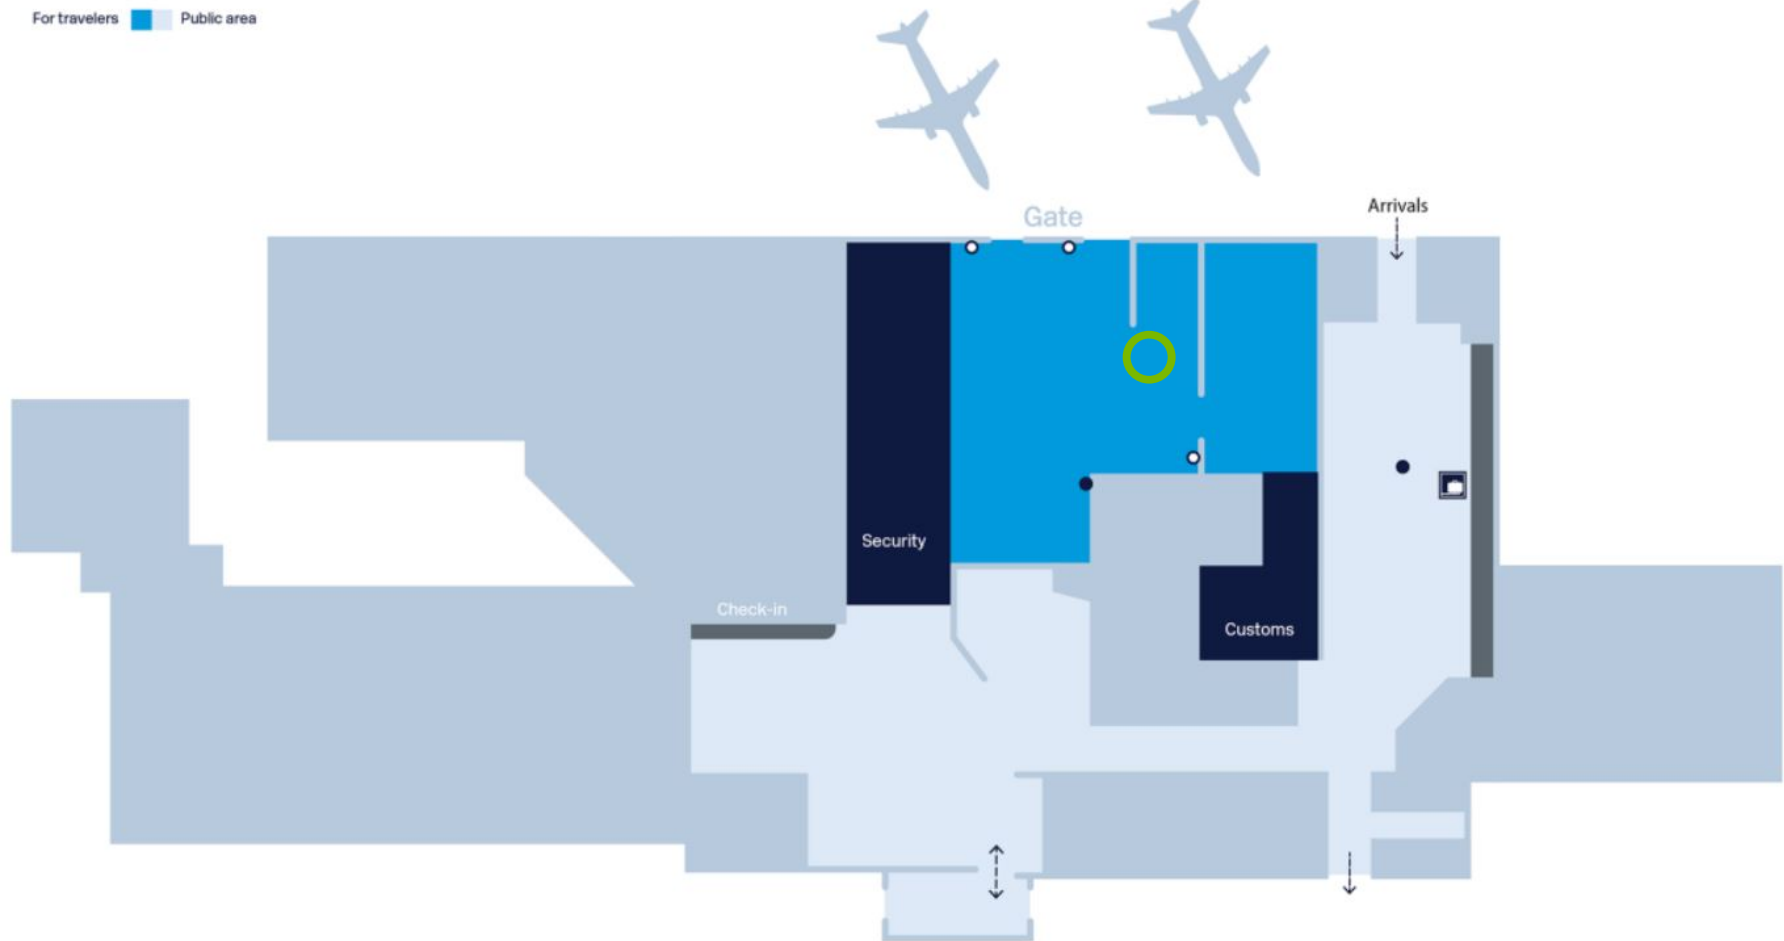 For travelers Public area
Gate
Arrivals
Security
Check-in
Customs